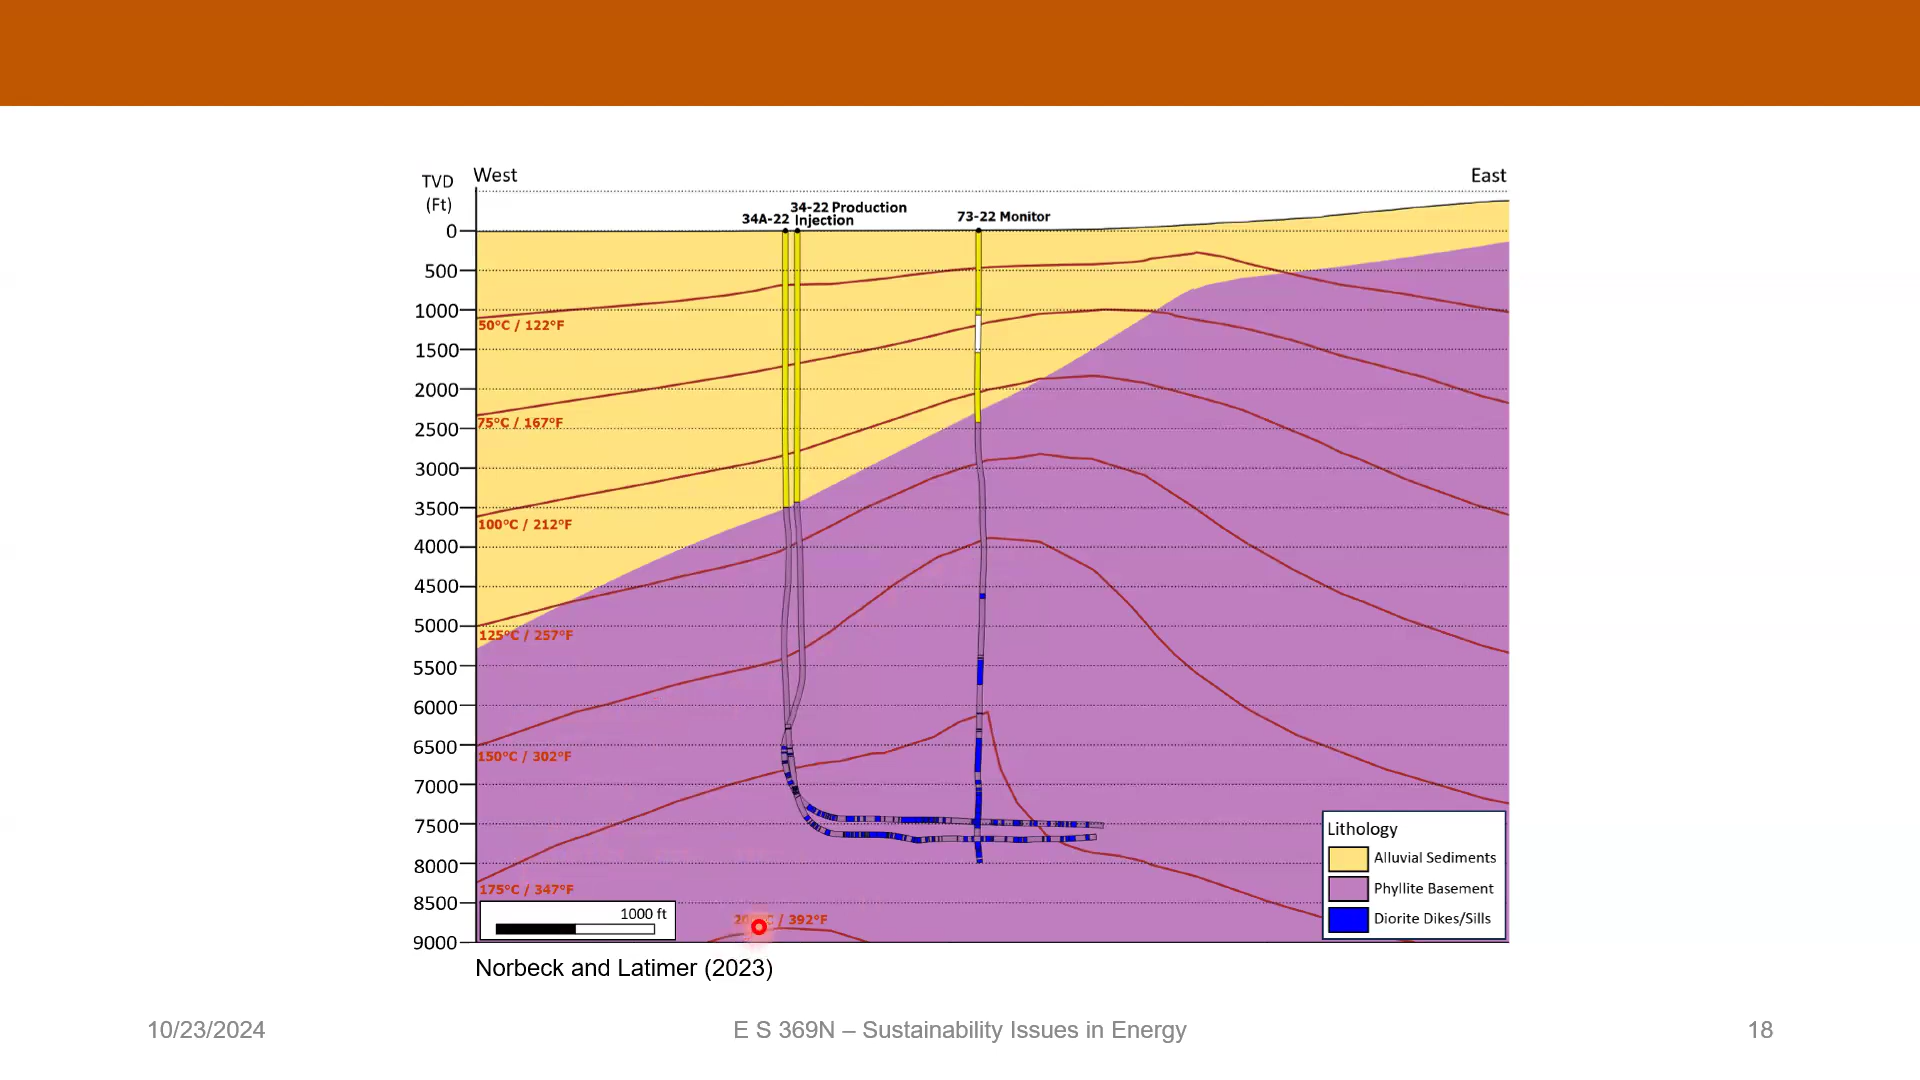 West
East
TVD
(Ft)
34-22 Production
34A-22 Injection
73-22 Monitor
0
500
1000
1500
2000
2500
3000
3500
4000
4500
5000
5500
6000
6500
7000
7500
8000
8500
9000
50°C / 122°F
75°C / 167°F
100°C / 212°F
125°C / 257°F
150°C / 302°F
175°C / 347°F
/ 392°F
1000 ft
Lithology
Alluvial Sediments
Phyllite Basement
Diorite Dikes/Sills
Norbeck and Latimer (2023)
10/23/2024
E S 369N – Sustainability Issues in Energy
18